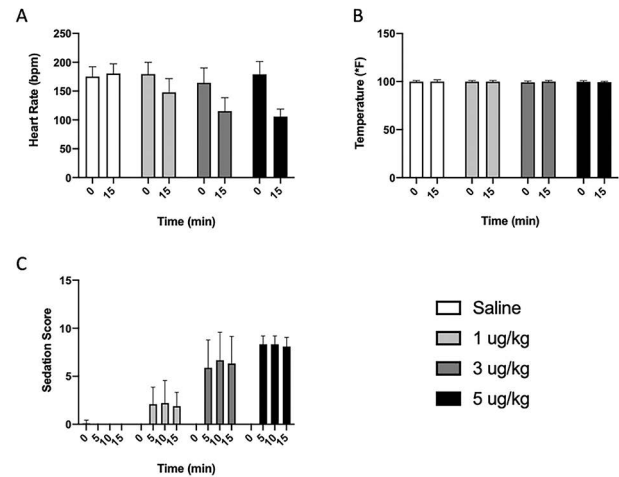 A
250
200
150
100
50
0
Heart Rate (bpm)
0 15 0 15 0 15 0 15
Time (min)
B
150
100
50
0
Temperature (*F)
0 15 0 15 0 15 0 15
Time (min)
C
15
10
5
0
Sedation Score
0 5 10 15 0 5 10 15 0 5 10 15 0 5 10 15
Time (min)
Saline
1 ug/kg
3 ug/kg
5 ug/kg